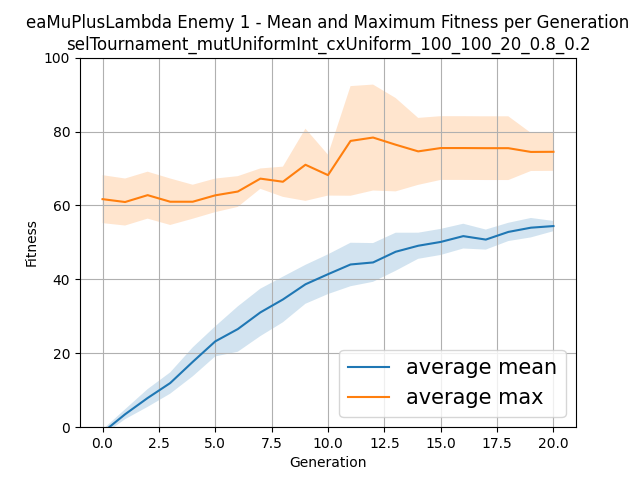 eaMuPlusLambda Enemy 1 - Mean and Maximum Fitness per Generation
selTournament_mutUniformInt_cxUniform_100_100_20_0.8_0.2
100
80
60
40
20
0
Fitness
average mean
average max
0.0 2.5 5.0 7.5 10.0 12.5 15.0 17.5 20.0
Generation